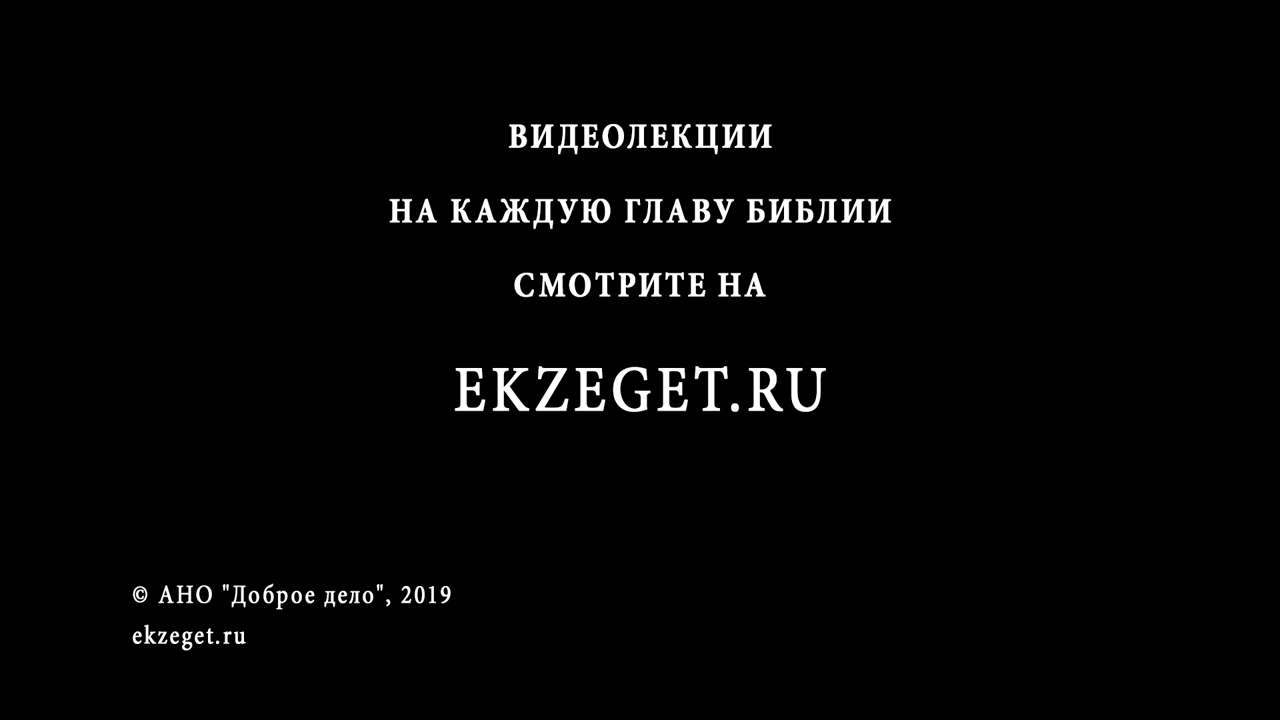 ВИДЕОЛЕКЦИИ
НА КАЖДУЮ ГЛАВУ БИБЛИИ
СМОТРИТЕ НА
EKZEGET.RU
© АНО "Доброе дело", 2019
ekzeget.ru